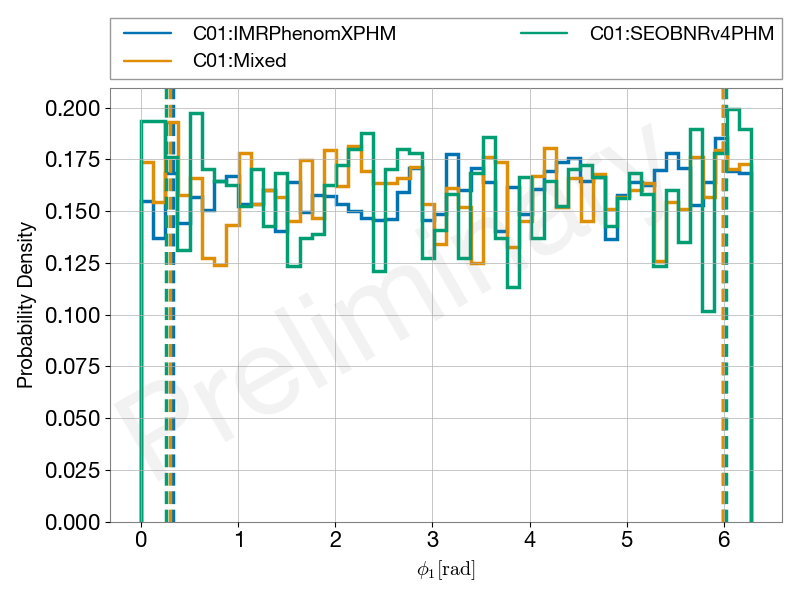 C01:IMRPhenomXPHM C01:SEOBNRv4PHM
C01:Mixed
Preliminary
Probability Density
0.200
0.175
0.150
0.125
0.100
0.075
0.050
0.025
0.000
0 1 2 3 4 5 6
ϕ₁[rad]